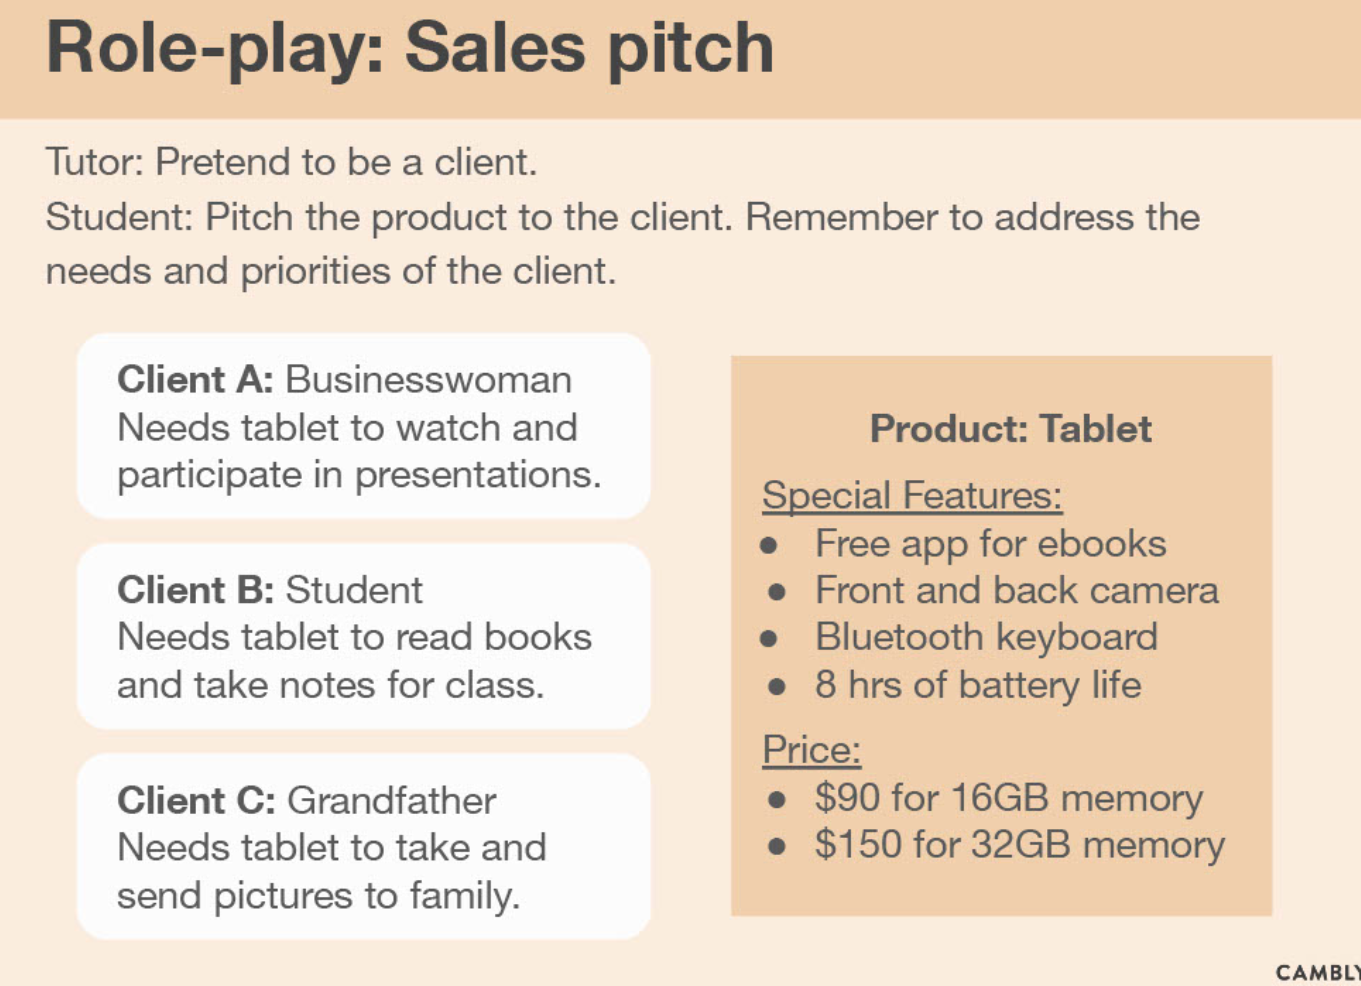 Role-play: Sales pitch
Tutor: Pretend to be a client.
Student: Pitch the product to the client. Remember to address the
needs and priorities of the client.
Client A: Businesswoman
Needs tablet to watch and
participate in presentations.
Client B: Student
Needs tablet to read books
and take notes for class.
Client C: Grandfather
Needs tablet to take and
send pictures to family.
Product: Tablet
Special Features:
● Free app for ebooks
● Front and back camera
● Bluetooth keyboard
● 8 hrs of battery life
Price:
● $90 for 16GB memory
● $150 for 32GB memory
CAMBLY